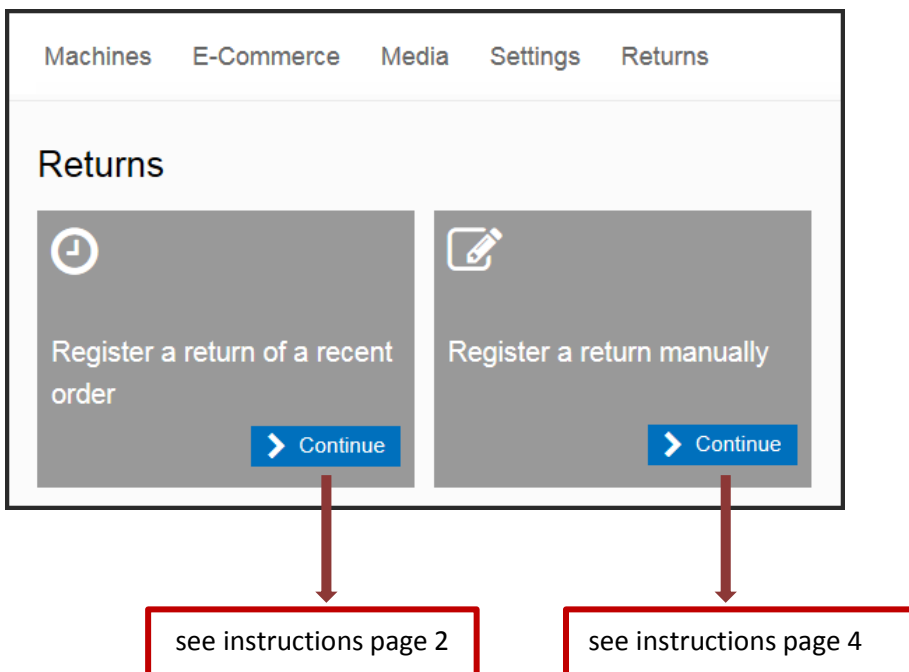 Machines E-Commerce Media Settings Returns
Returns
Register a return of a recent
order
Continue
Register a return manually
Continue
see instructions page 2
see instructions page 4